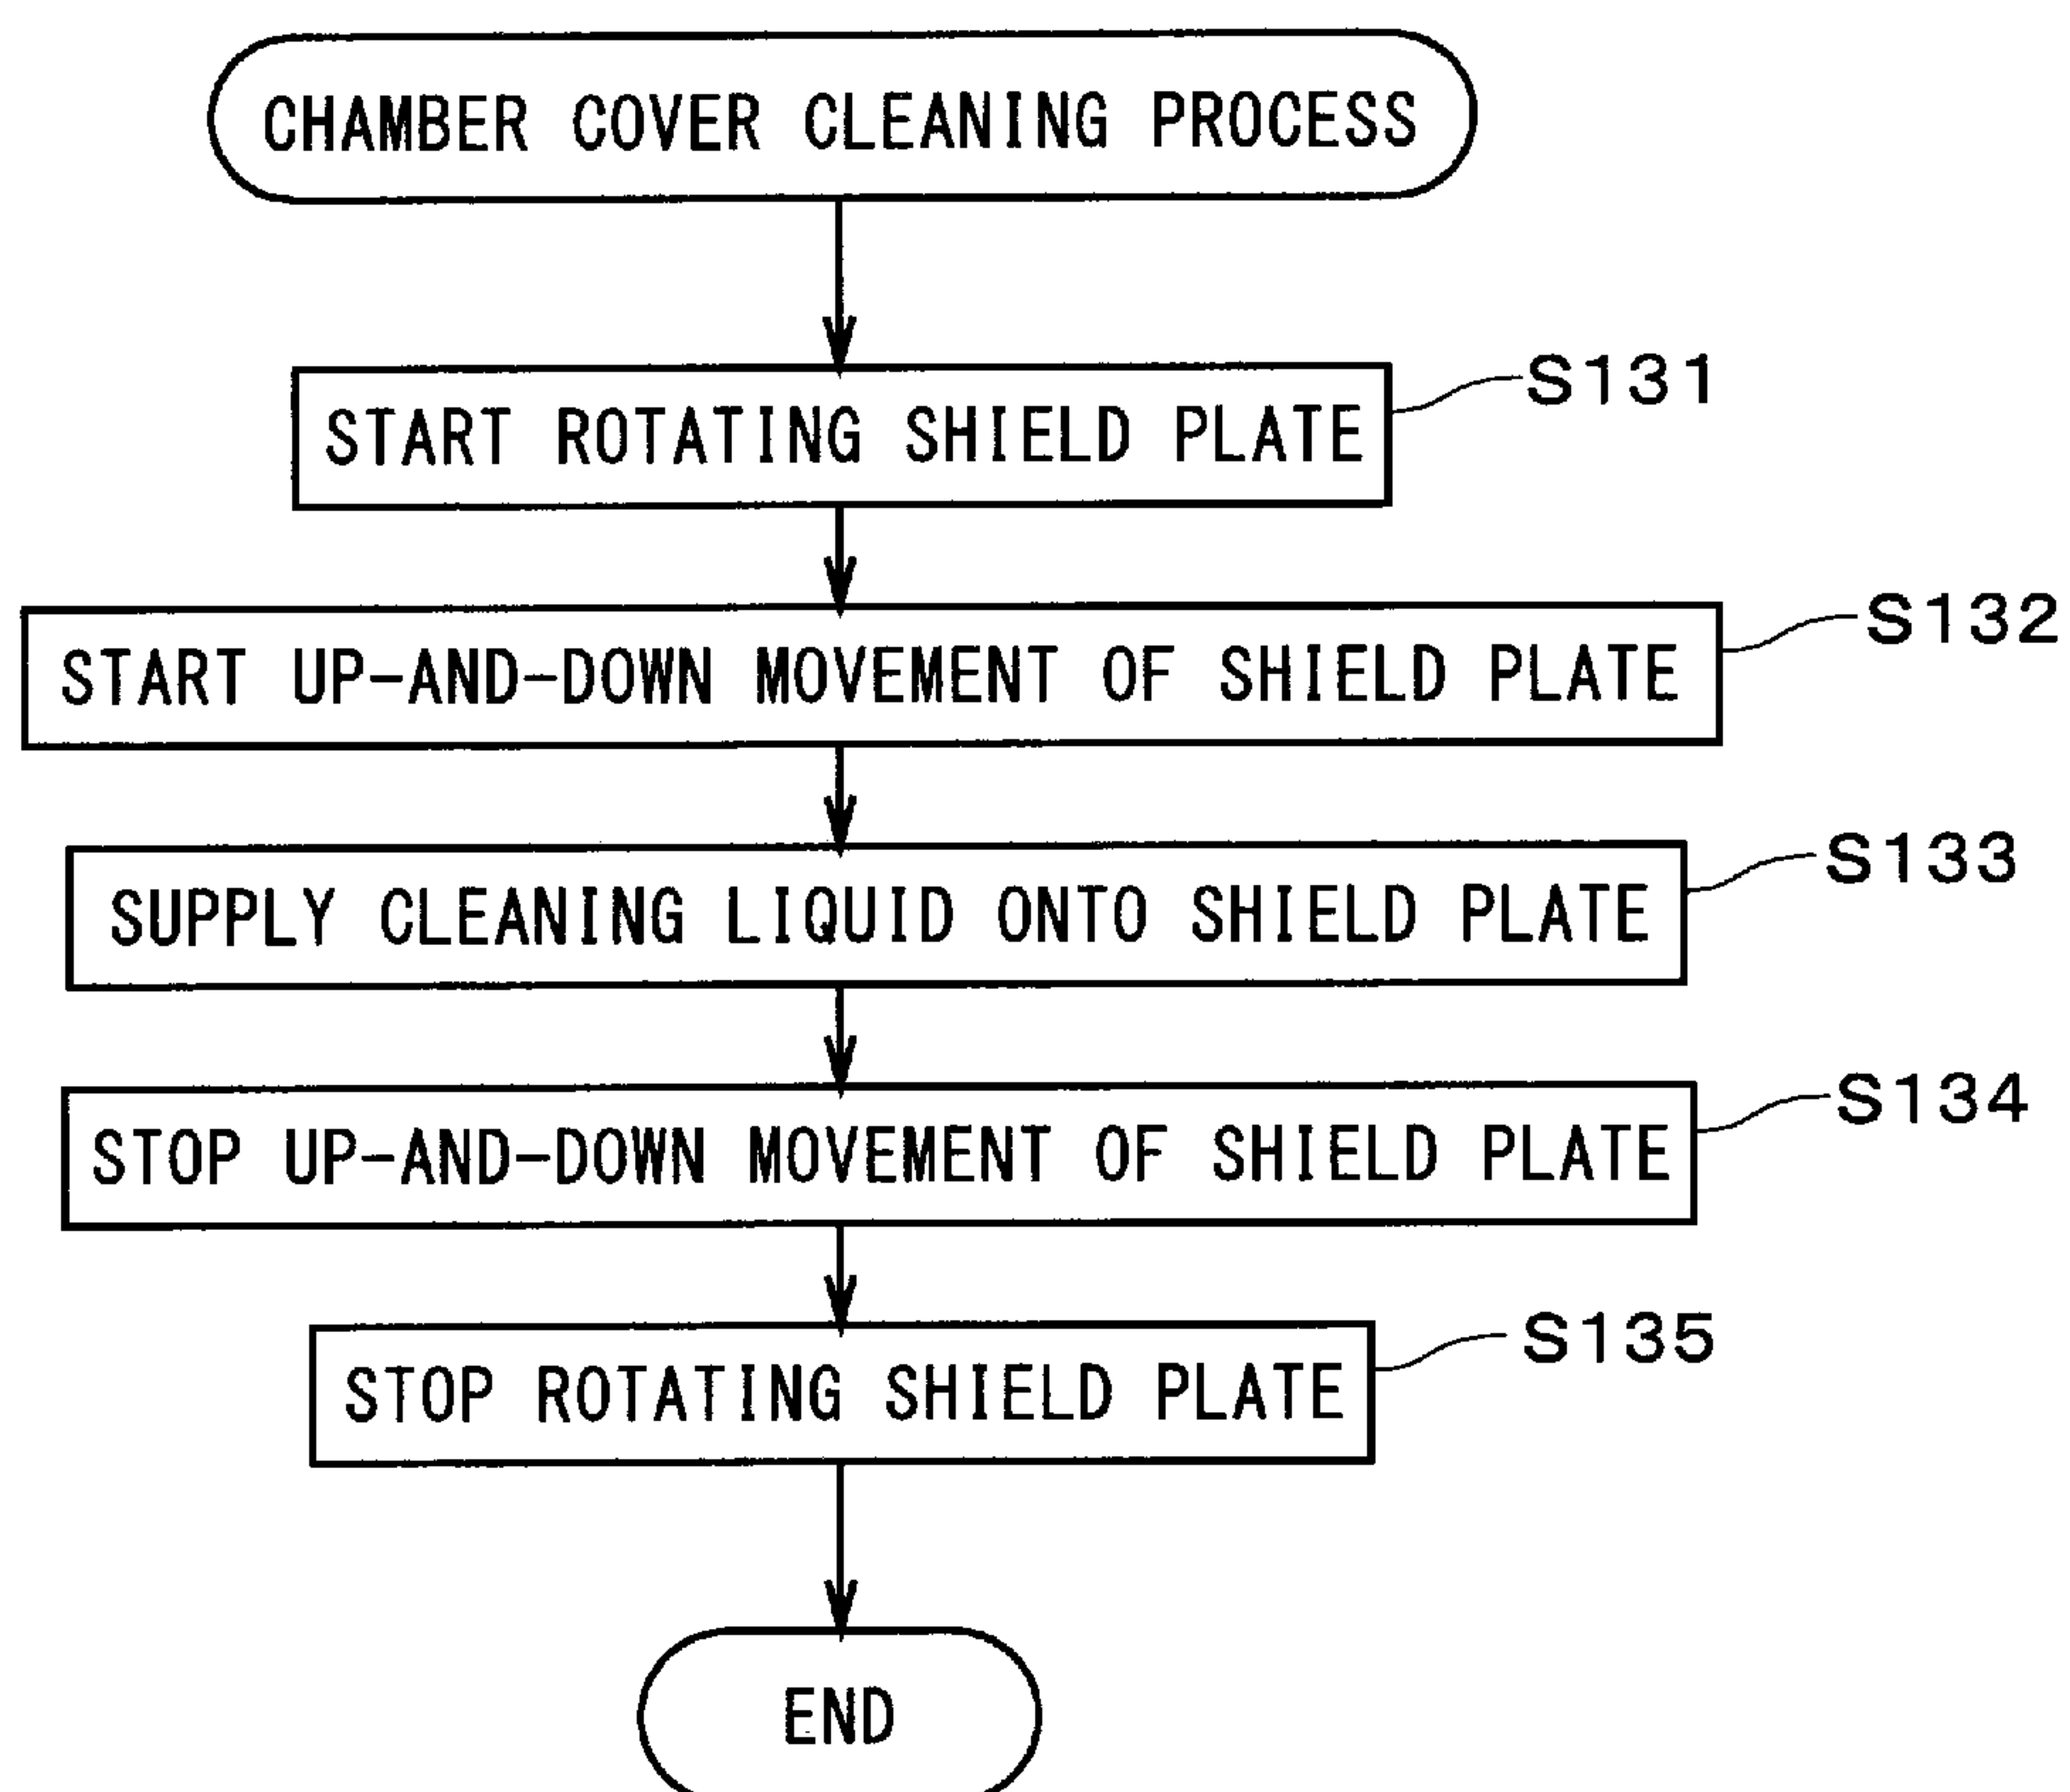 CHAMBER COVER CLEANING PROCESS
START ROTATING SHIELD PLATE
S131
START UP-AND-DOWN MOVEMENT OF SHIELD PLATE
S132
SUPPLY CLEANING LIQUID ONTO SHIELD PLATE
S133
STOP UP-AND-DOWN MOVEMENT OF SHIELD PLATE
S134
STOP ROTATING SHIELD PLATE
S135
END